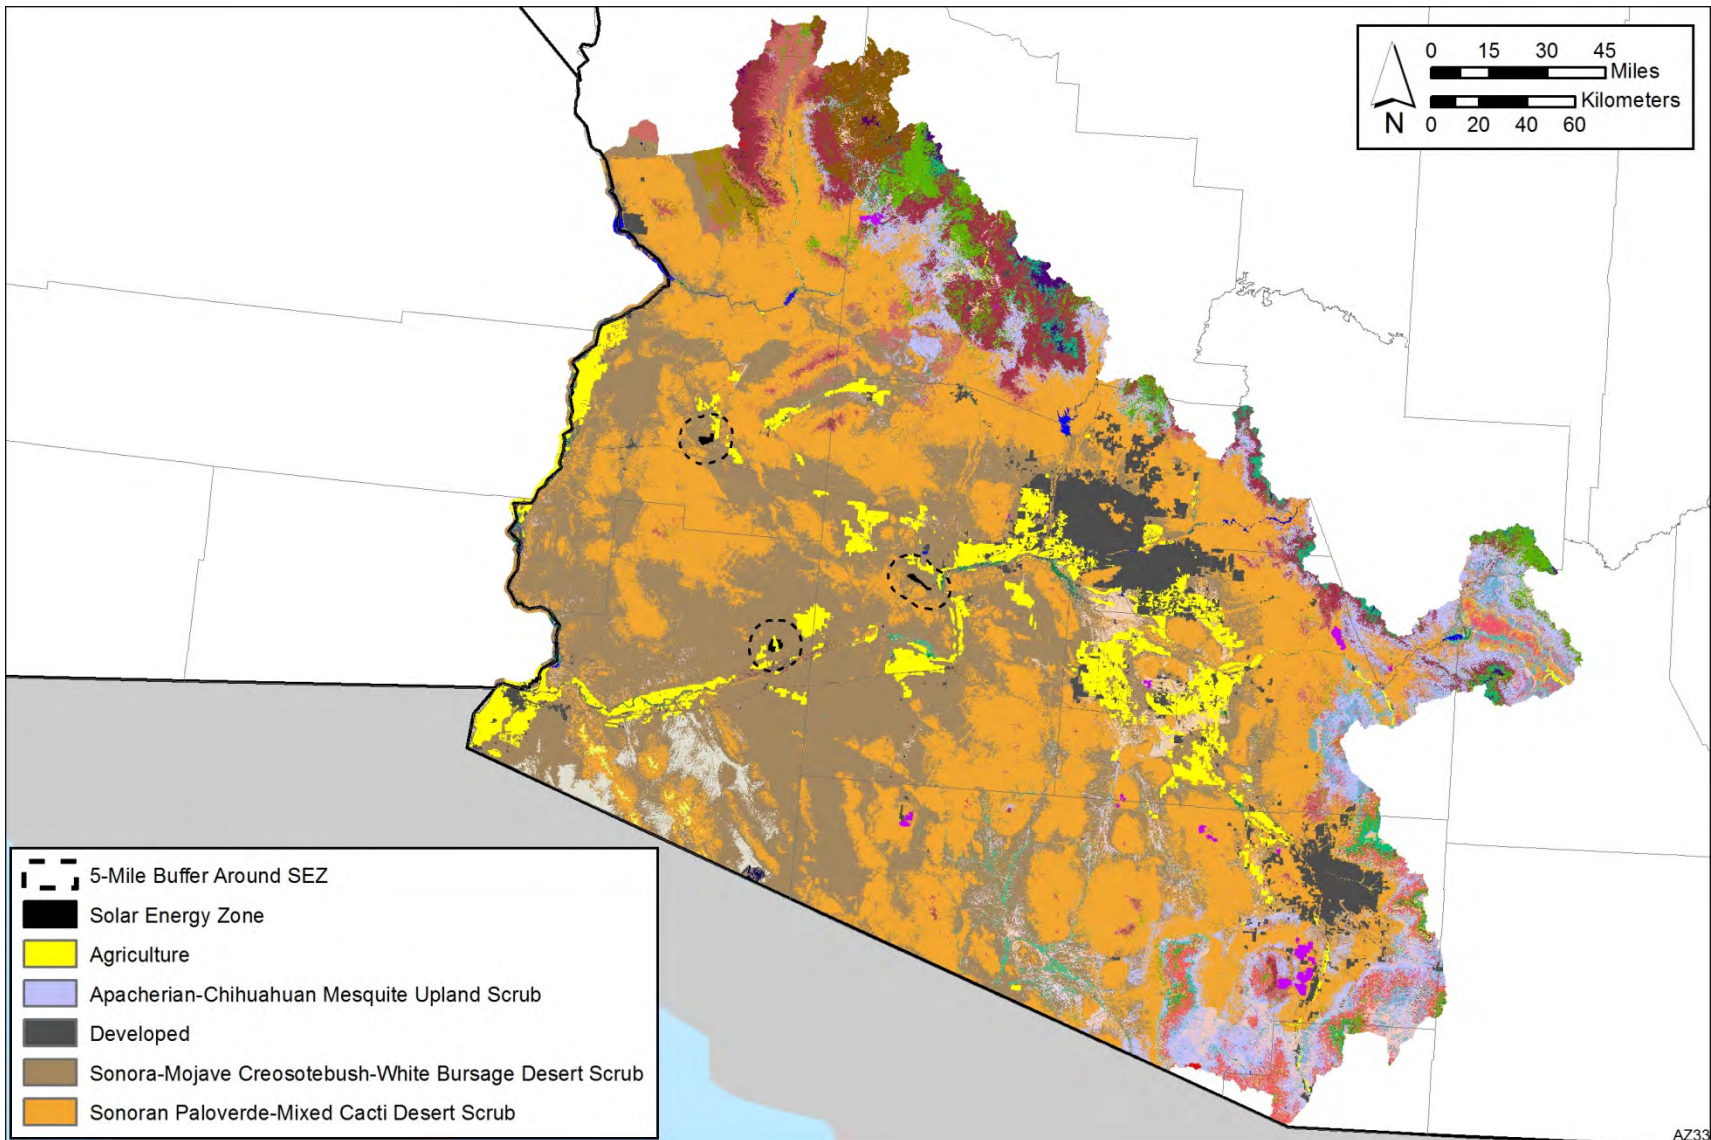 0 15 30 45
Miles
Kilometers
N
0 20 40 60
5-Mile Buffer Around SEZ
Solar Energy Zone
Agriculture
Apacherian-Chihuahuan Mesquite Upland Scrub
Developed
Sonora-Mojave Creosotebush-White Bursage Desert Scrub
Sonoran Paloverde-Mixed Cacti Desert Scrub
AZ33